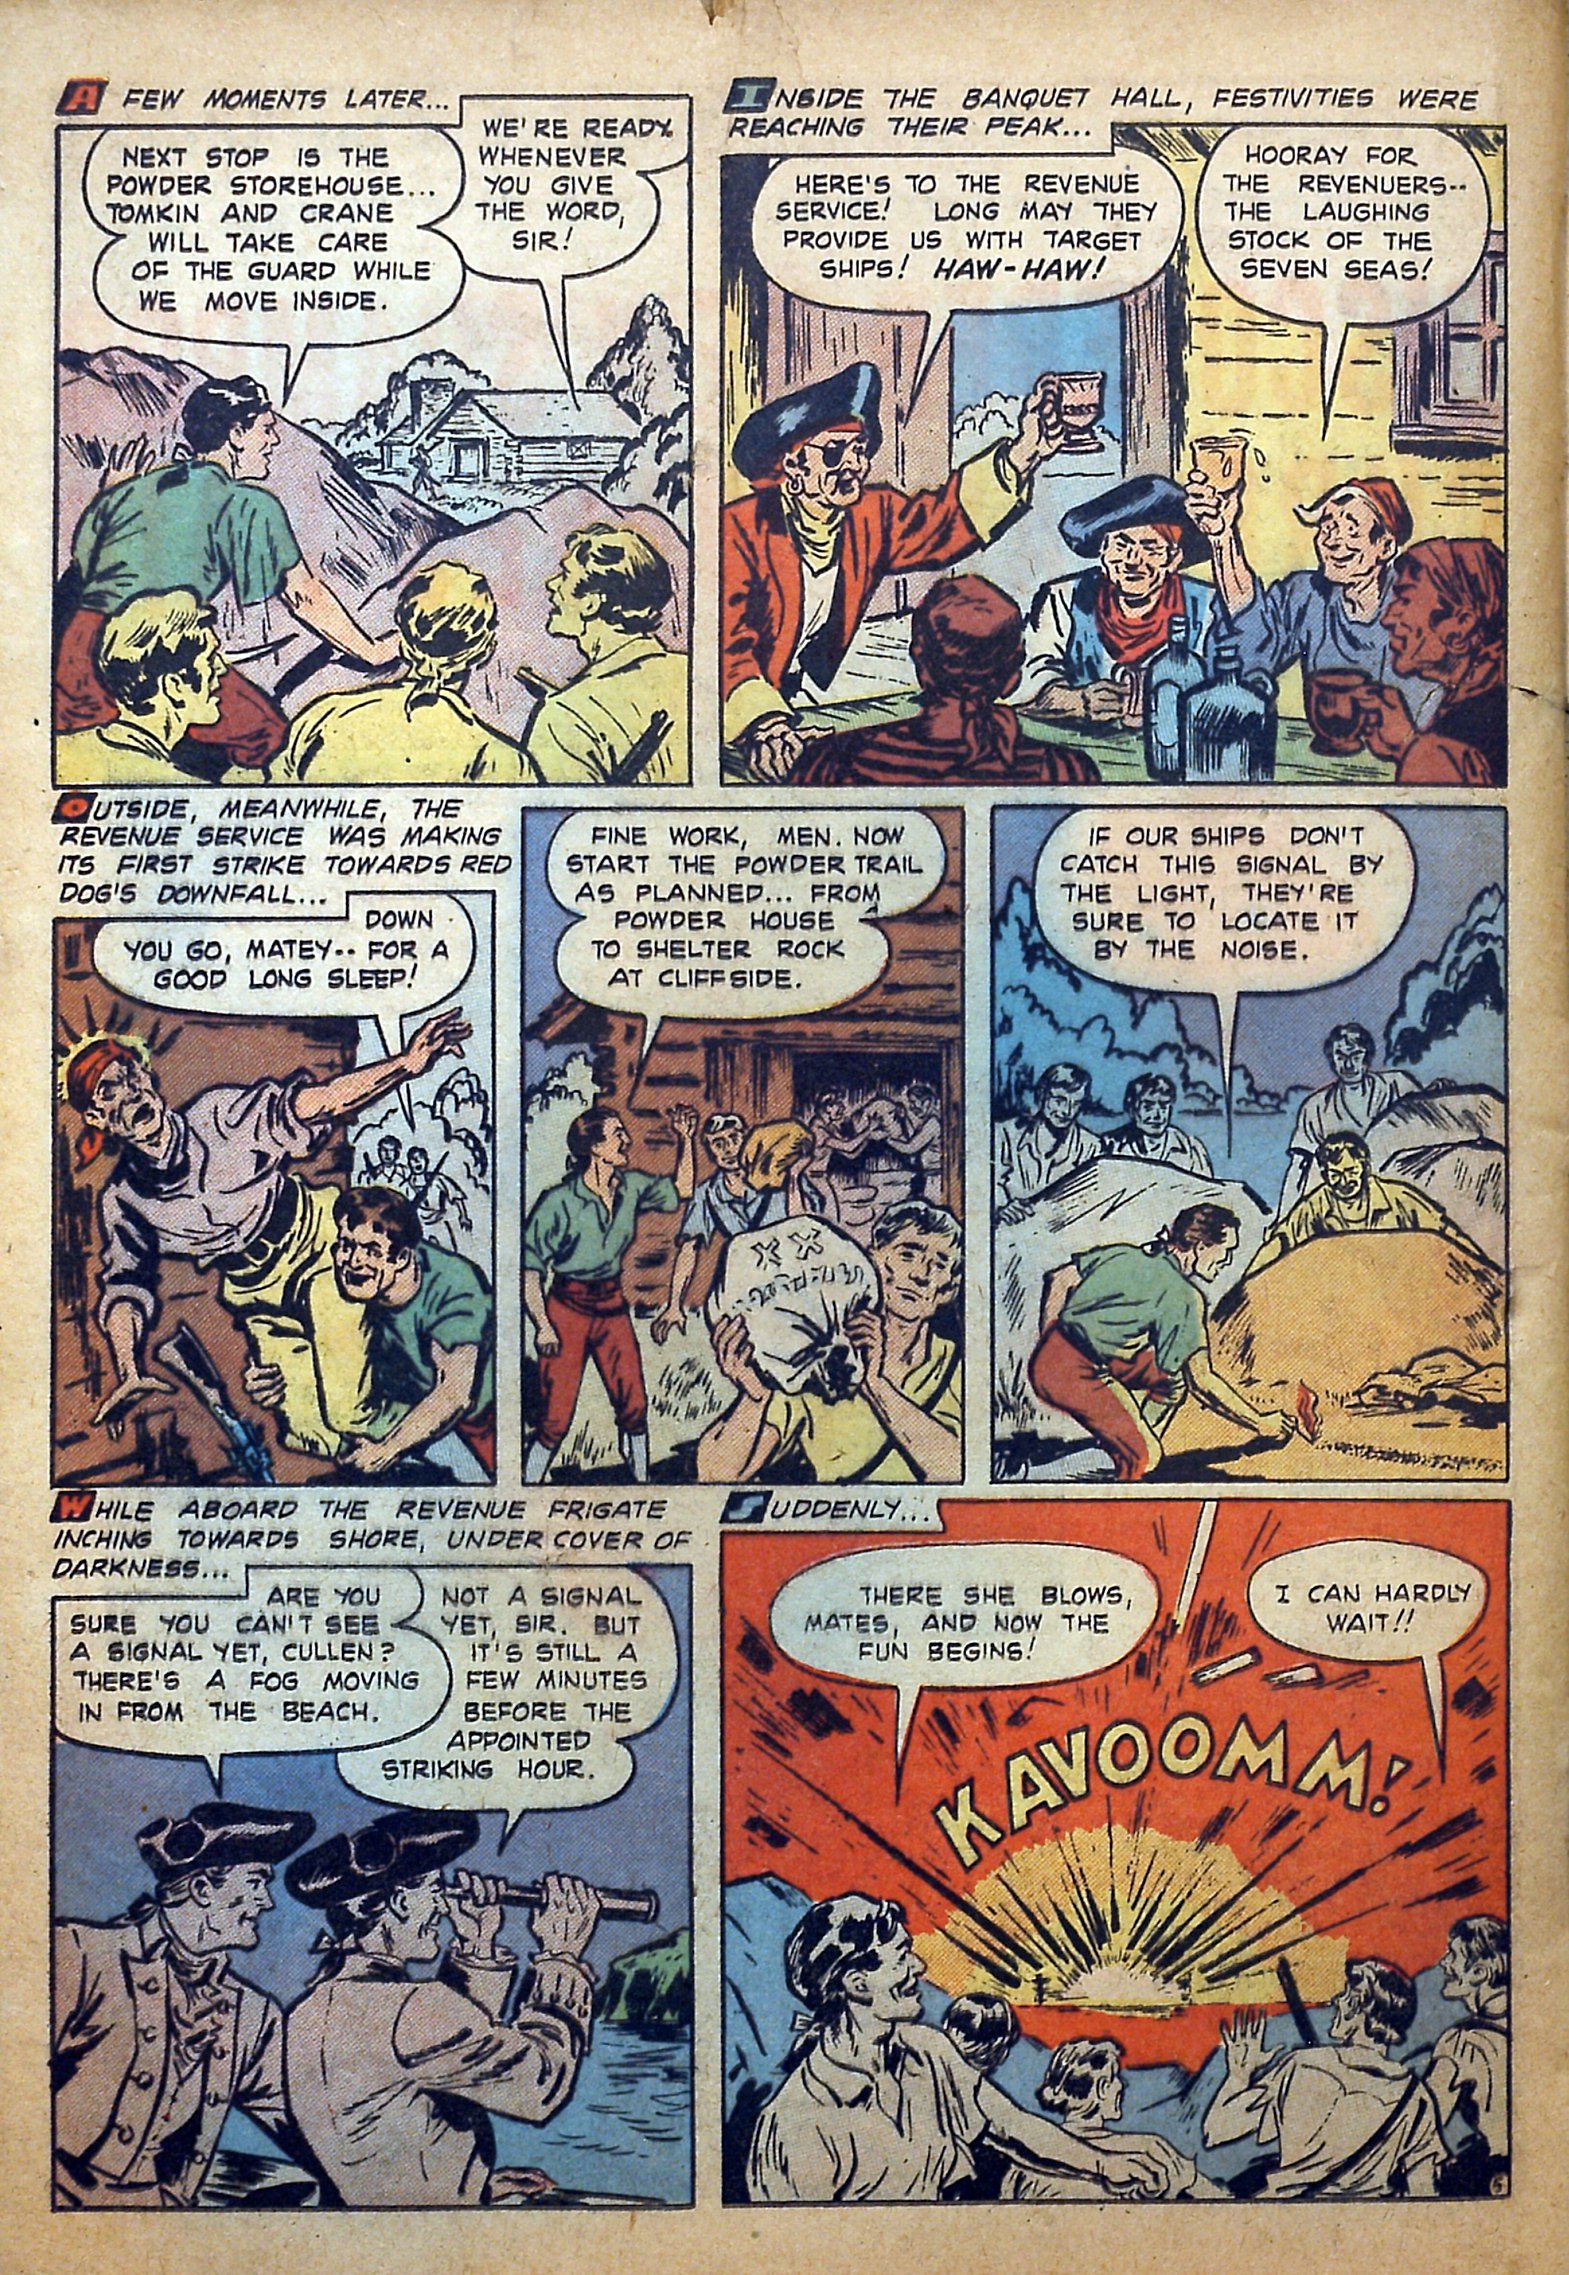 A FEW MOMENTS LATER...
NEXT STOP IS THE
POWDER STOREHOUSE...
TOMKIN AND CRANE
WILL TAKE CARE
OF THE GUARD WHILE
WE MOVE INSIDE.
WE'RE READY
WHENEVER
YOU GIVE
THE WORD,
SIR!
INSIDE THE BANQUET HALL, FESTIVITIES WERE
REACHING THEIR PEAK...
HERE'S TO THE REVENUE
SERVICE! LONG MAY THEY
PROVIDE US WITH TARGET
SHIPS! HAW-HAW!
HOORAY FOR
THE REVENUERS--
THE LAUGHING
STOCK OF THE
SEVEN SEAS!
OUTSIDE, MEANWHILE, THE
REVENUE SERVICE WAS MAKING
ITS FIRST STRIKE TOWARDS RED
DOG'S DOWNFALL...
DOWN
YOU GO, MATEY-- FOR A
GOOD LONG SLEEP!
FINE WORK, MEN. NOW
START THE POWDER TRAIL
AS PLANNED... FROM
POWDER HOUSE
TO SHELTER ROCK
AT CLIFFSIDE.
IF OUR SHIPS DON'T
CATCH THIS SIGNAL BY
THE LIGHT, THEY'RE
SURE TO LOCATE IT
BY THE NOISE.
WHILE ABOARD THE REVENUE FRIGATE
INCHING TOWARDS SHORE, UNDER COVER OF
DARKNESS...
ARE YOU
SURE YOU CAN'T SEE
A SIGNAL YET, CULLEN?
THERE'S A FOG MOVING
IN FROM THE BEACH.
NOT A SIGNAL
YET, SIR. BUT
IT'S STILL A
FEW MINUTES
BEFORE THE
APPOINTED
STRIKING HOUR.
SUDDENLY...
THERE SHE BLOWS,
MATES, AND NOW THE
FUN BEGINS!
I CAN HARDLY
WAIT!!
KAVOOMM!